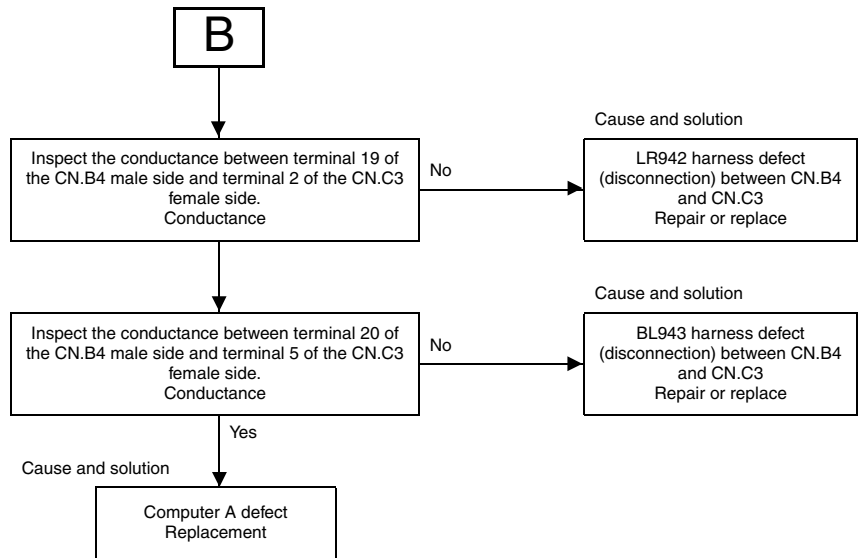 B
Inspect the conductance between terminal 19 of
the CN.B4 male side and terminal 2 of the CN.C3
female side.
Conductance
No
Cause and solution
LR942 harness defect
(disconnection) between CN.B4
and CN.C3
Repair or replace
Inspect the conductance between terminal 20 of
the CN.B4 male side and terminal 5 of the CN.C3
female side.
Conductance
No
Cause and solution
BL943 harness defect
(disconnection) between CN.B4
and CN.C3
Repair or replace
Yes
Cause and solution
Computer A defect
Replacement